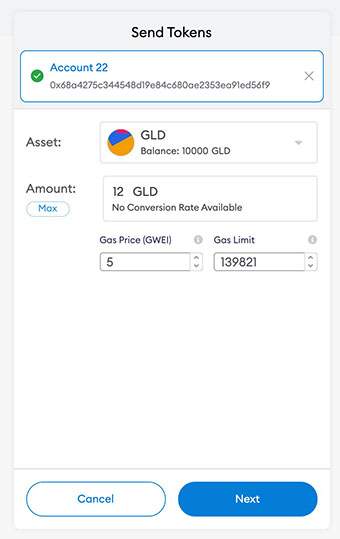 Send Tokens
Account 22
0x68a4275c344548d19e84c680ae2353ea91ed56f9
Asset:
GLD
Balance: 10000 GLD
Amount:
Max
12 GLD
No Conversion Rate Available
Gas Price (GWEI)
Gas Limit
5
139821
Cancel
Next